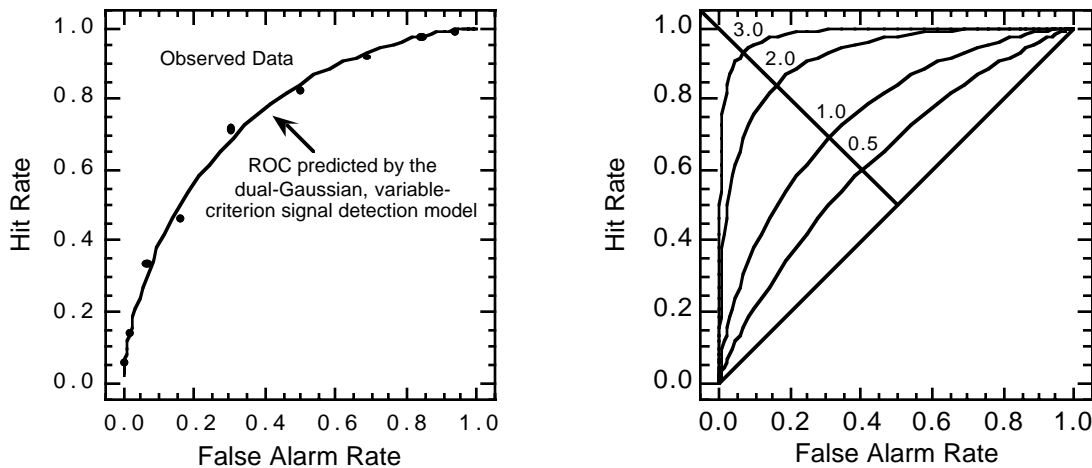 Hit Rate
1.0
0.8
0.6
0.4
0.2
0.0
Observed Data
ROC predicted by the
dual-Gaussian, variable-
criterion signal detection model
0.0 0.2 0.4 0.6 0.8 1.0
False Alarm Rate
Hit Rate
1.0
0.8
0.6
0.4
0.2
0.0
3.0
2.0
1.0
0.5
0.0 0.2 0.4 0.6 0.8 1.0
False Alarm Rate